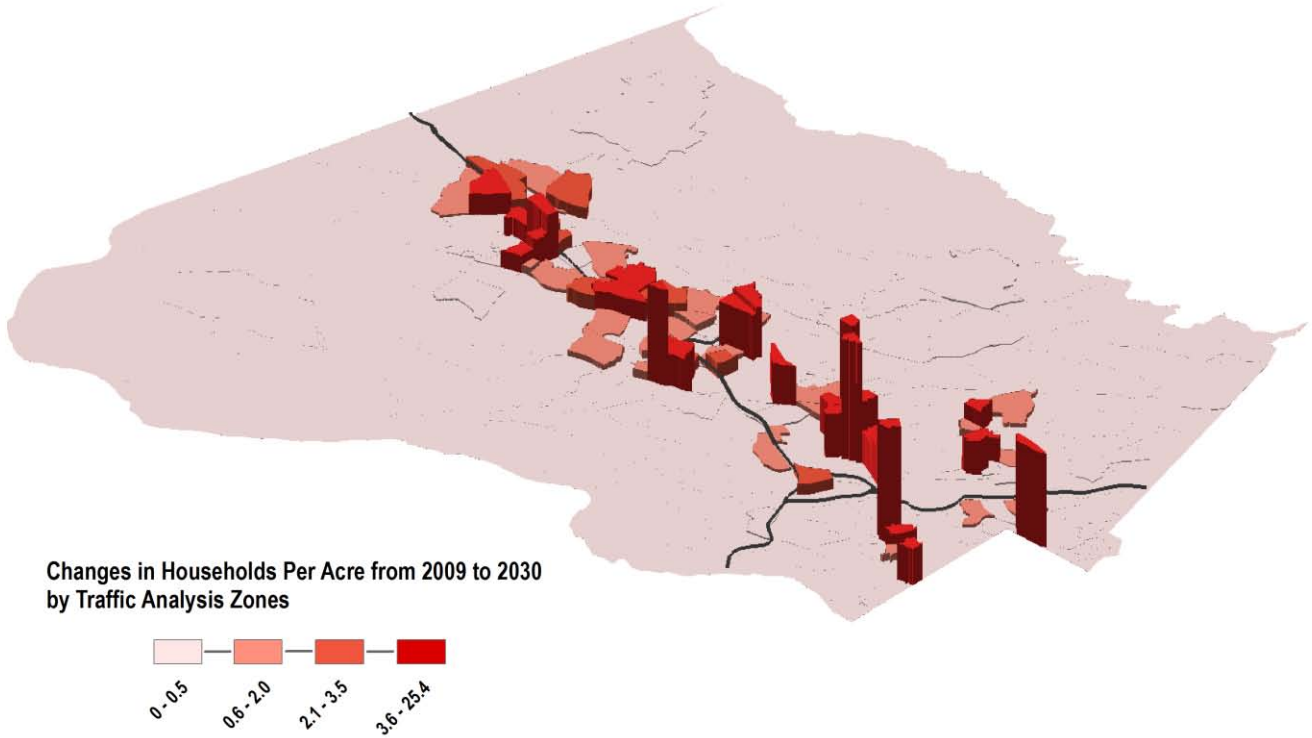 Changes in Households Per Acre from 2009 to 2030
by Traffic Analysis Zones
0 - 0.5
0.6 - 2.0
2.1 - 3.5
3.6 - 25.4